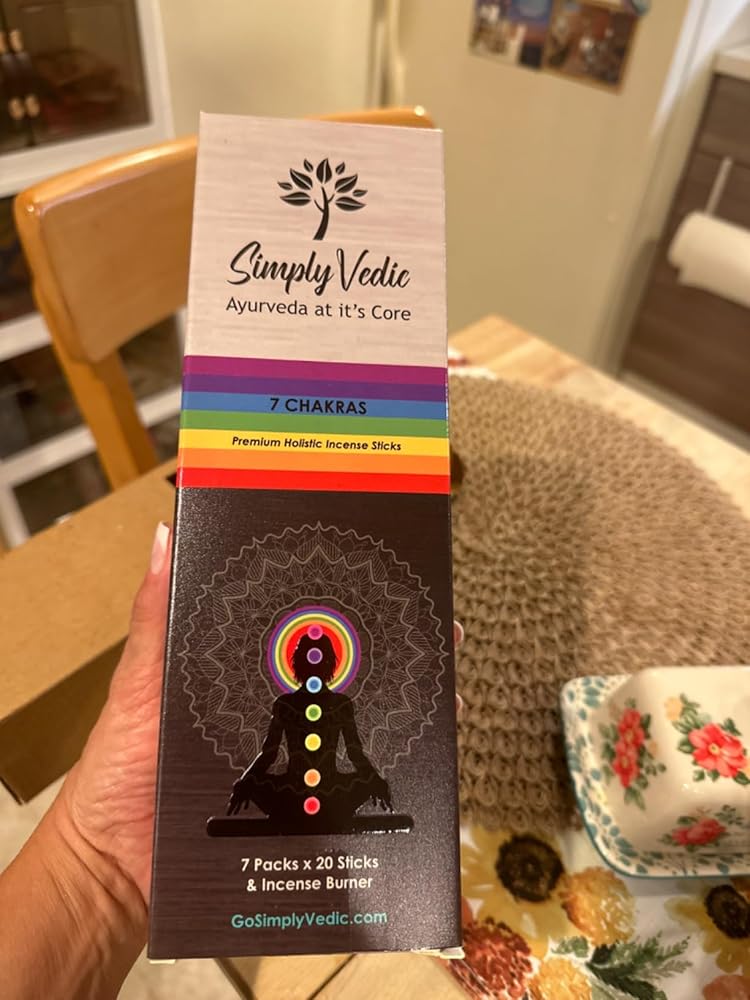 Simply Vedic
Ayurveda at it's Core
7 CHAKRAS
Premium Holistic Incense Sticks
7 Packs x 20 Sticks
& Incense Burner
GoSimplyVedic.com